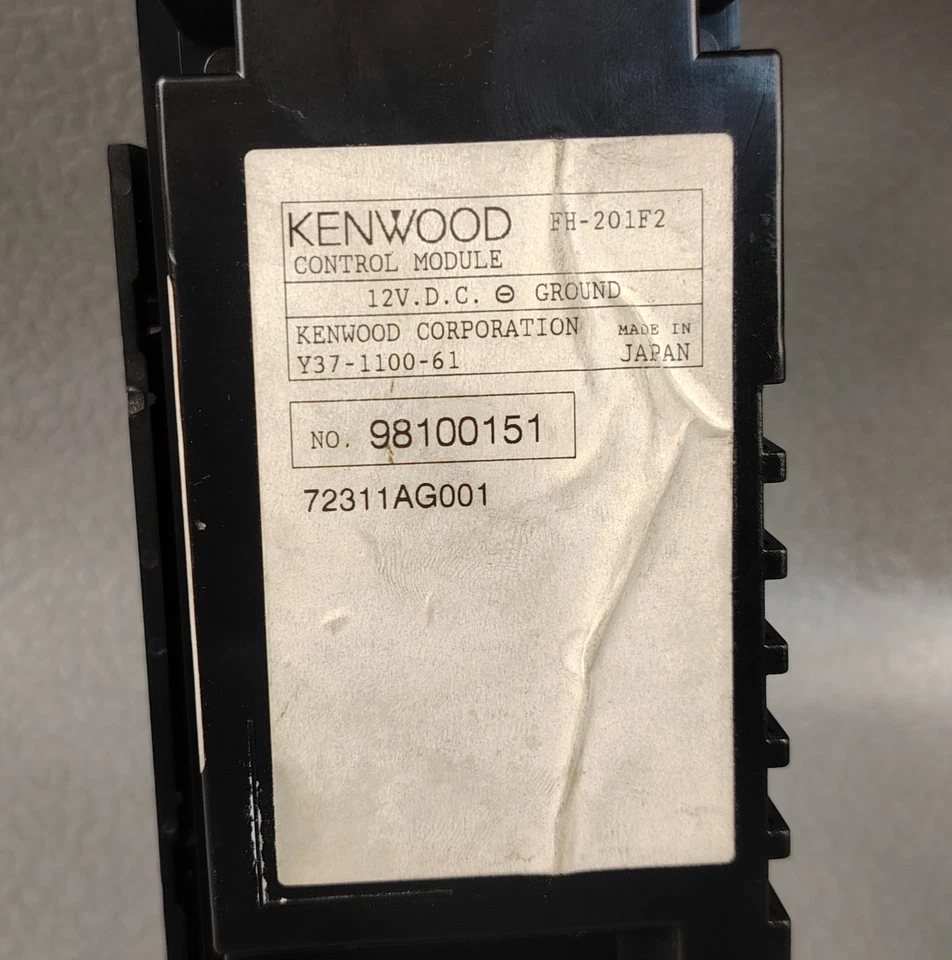 KENWOOD FH-201F2
CONTROL MODULE
12V.D.C. ⊖ GROUND
KENWOOD CORPORATION MADE IN
Y37-1100-61 JAPAN
NO. 98100151
72311AG001